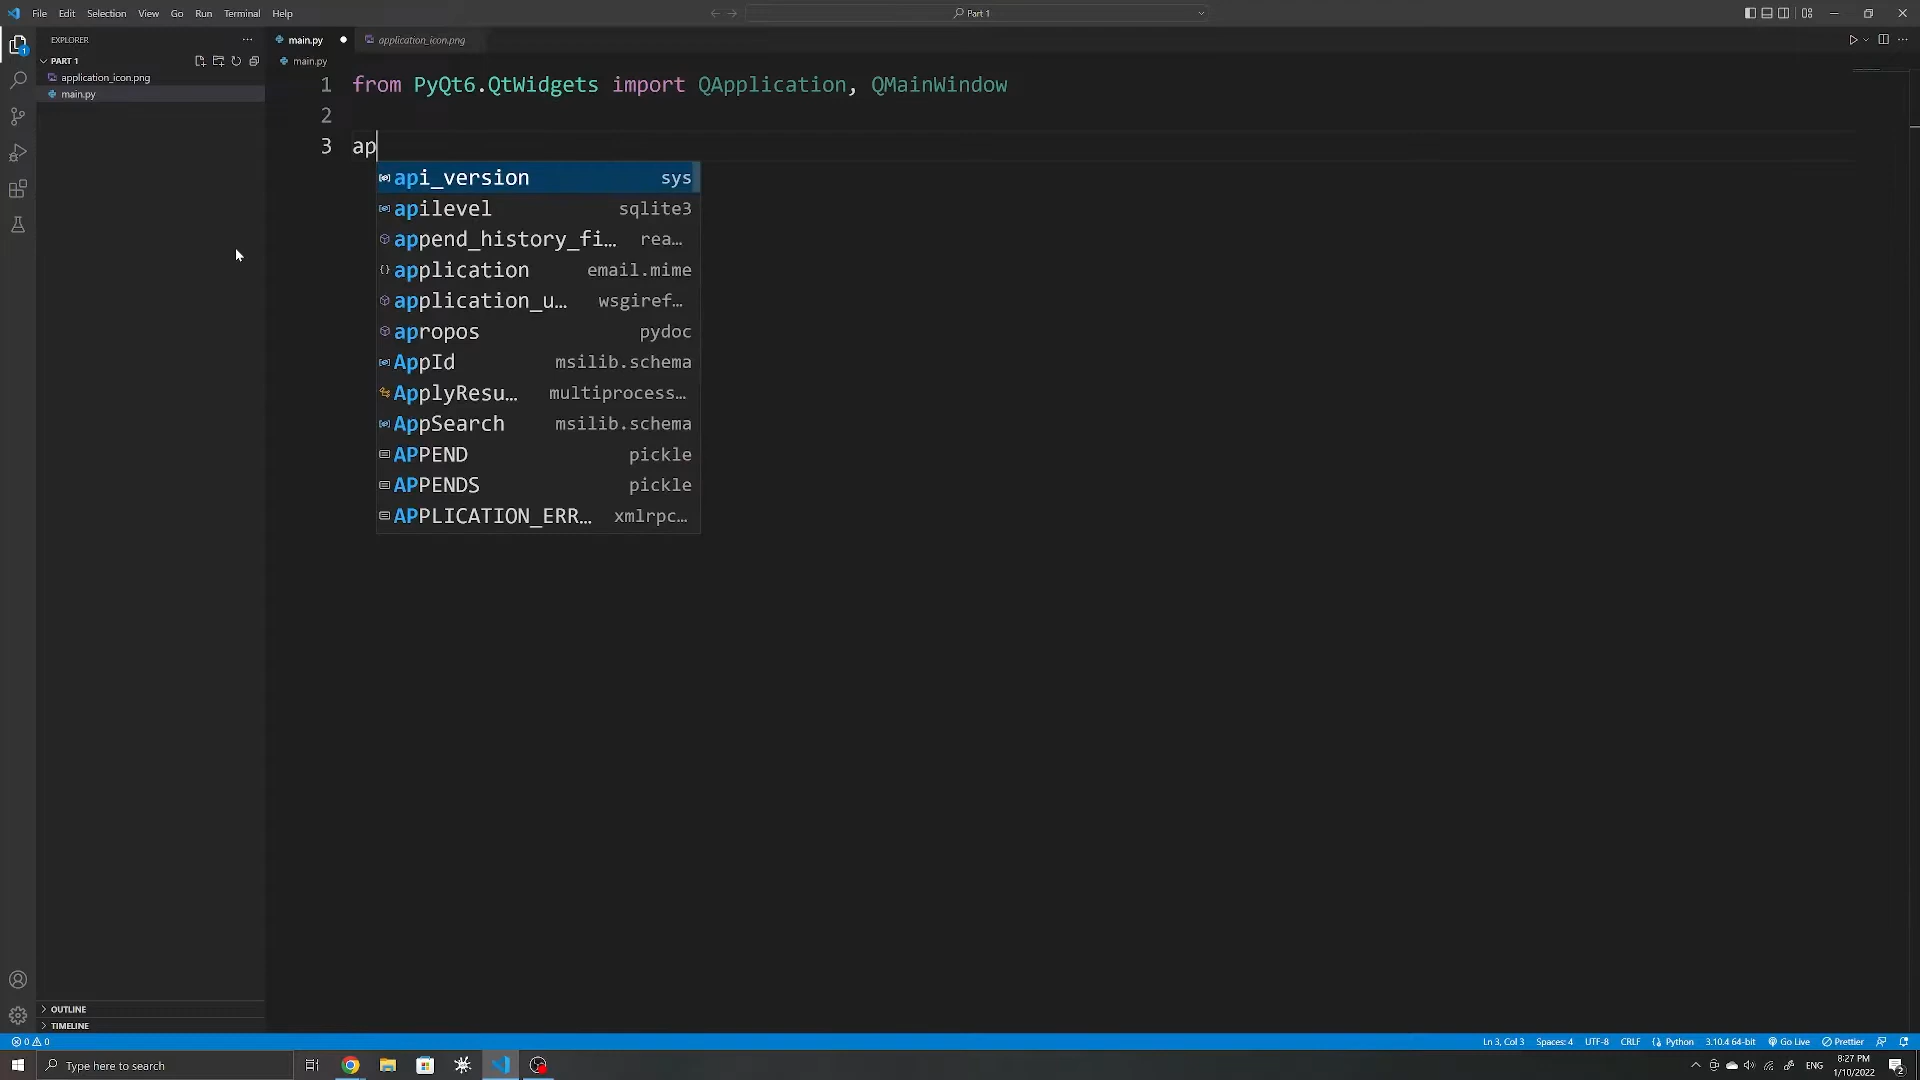 File Edit Selection View Go Run Terminal Help
Part 1
EXPLORER
main.py
application_icon.png
PART 1
application_icon.png
main.py
main.py
1 from PyQt6.QtWidgets import QApplication, QMainWindow
2
3 ap
api_version sys
apilevel sqlite3
append_history_fi… rea…
application email.mime
application_u… wsgiref…
apropos pydoc
AppId msilib.schema
ApplyResu… multiprocess…
AppSearch msilib.schema
APPEND pickle
APPENDS pickle
APPLICATION_ERR… xmlrpc…
OUTLINE
TIMELINE
0 0
Ln 3, Col 3 Spaces: 4 UTF-8 CRLF Python 3.10.4 64-bit Go Live Prettier
Type here to search
ENG
8:27 PM
1/10/2022
2
1